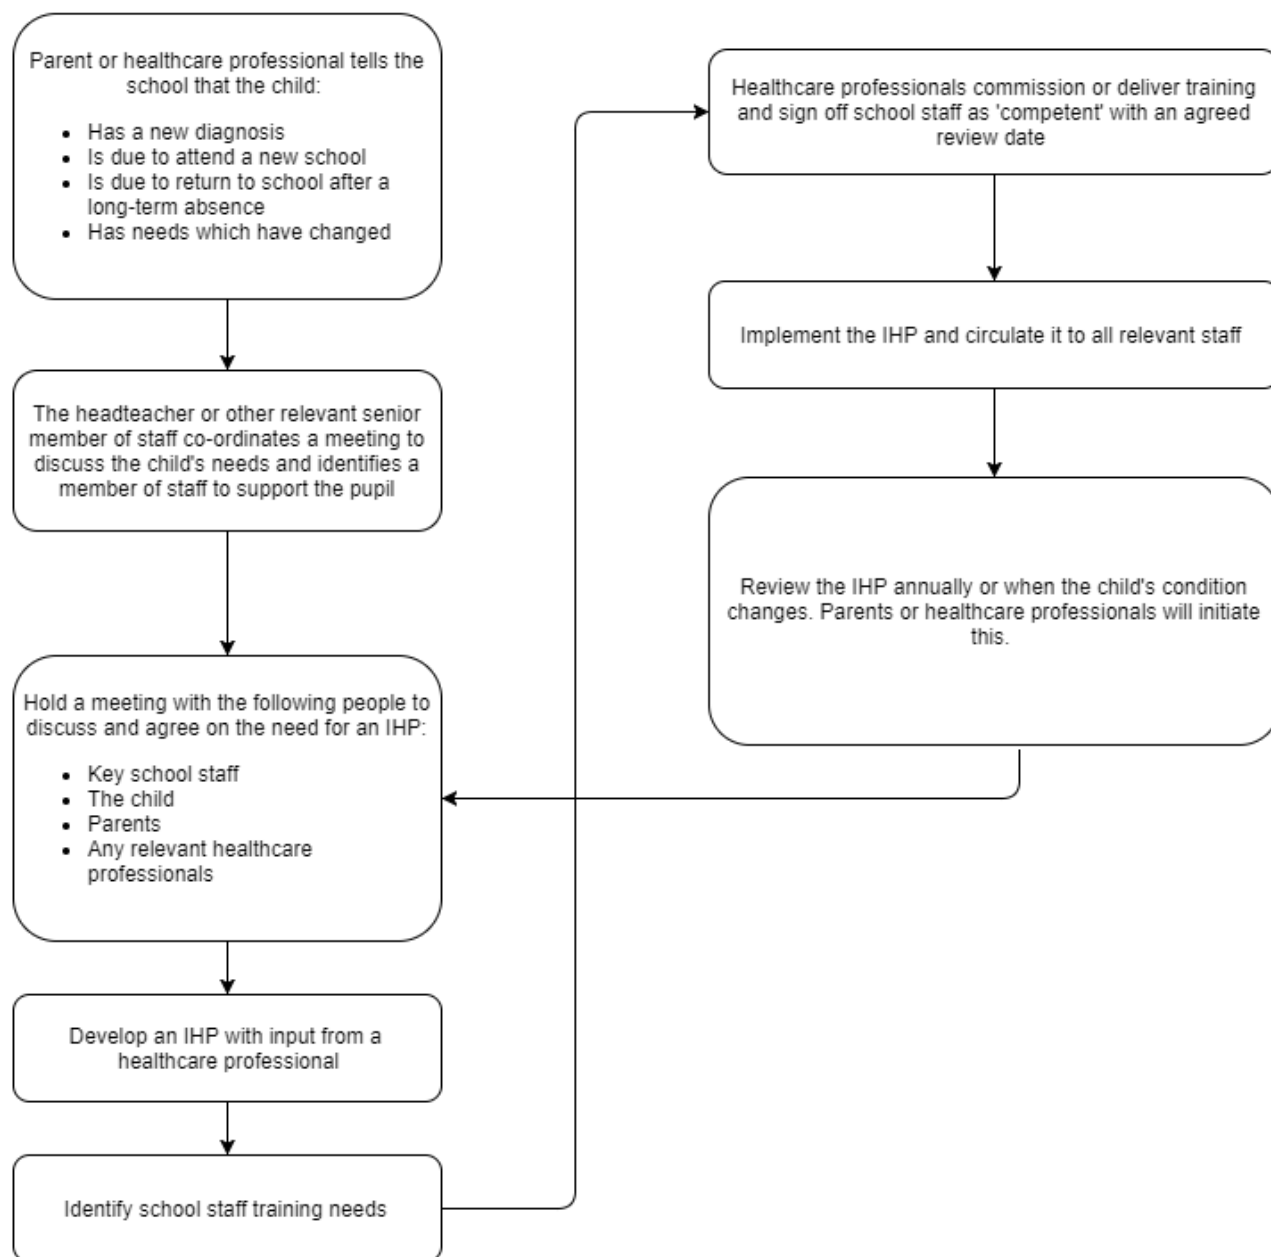 Parent or healthcare professional tells the
school that the child:
• Has a new diagnosis
• Is due to attend a new school
• Is due to return to school after a
long-term absence
• Has needs which have changed
The headteacher or other relevant senior
member of staff co-ordinates a meeting to
discuss the child's needs and identifies a
member of staff to support the pupil
Hold a meeting with the following people to
discuss and agree on the need for an IHP:
• Key school staff
• The child
• Parents
• Any relevant healthcare
professionals
Develop an IHP with input from a
healthcare professional
Identify school staff training needs
Healthcare professionals commission or deliver training
and sign off school staff as 'competent' with an agreed
review date
Implement the IHP and circulate it to all relevant staff
Review the IHP annually or when the child's condition
changes. Parents or healthcare professionals will initiate
this.